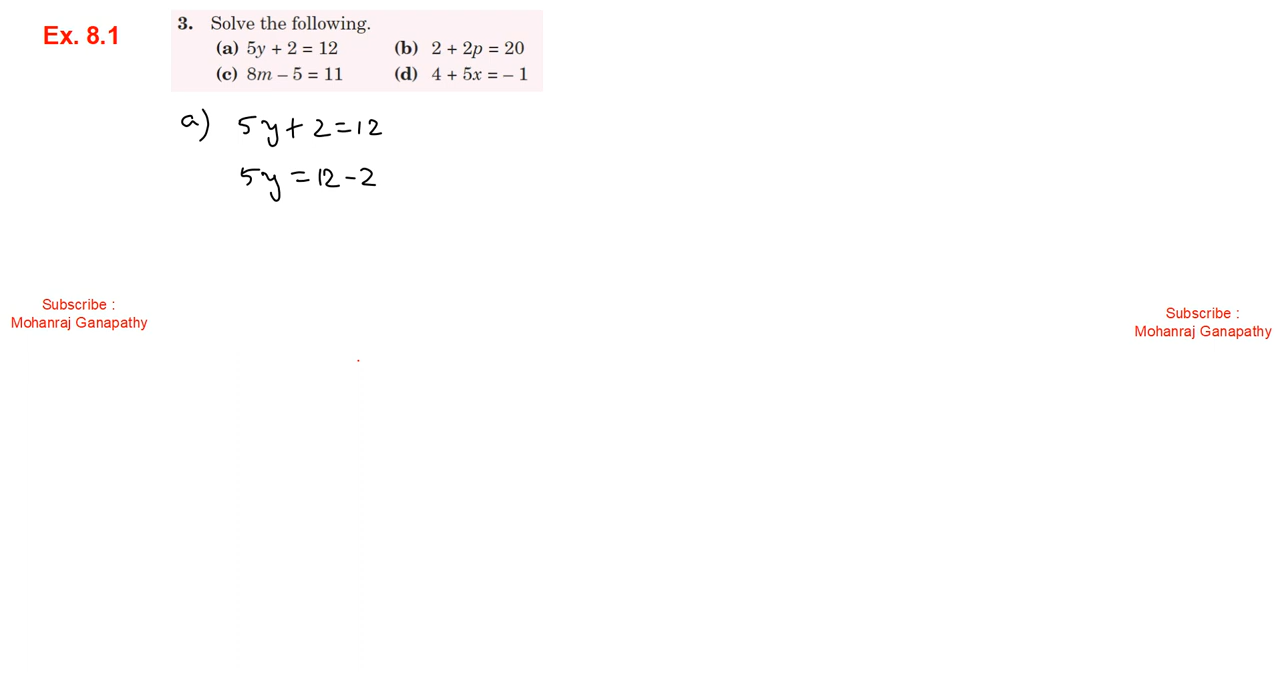 Ex. 8.1
3. Solve the following.
(a) 5y + 2 = 12 (b) 2 + 2p = 20
(c) 8m – 5 = 11 (d) 4 + 5x = – 1
a) 5y + 2 = 12
5y = 12 - 2
Subscribe :
Mohanraj Ganapathy
Subscribe :
Mohanraj Ganapathy